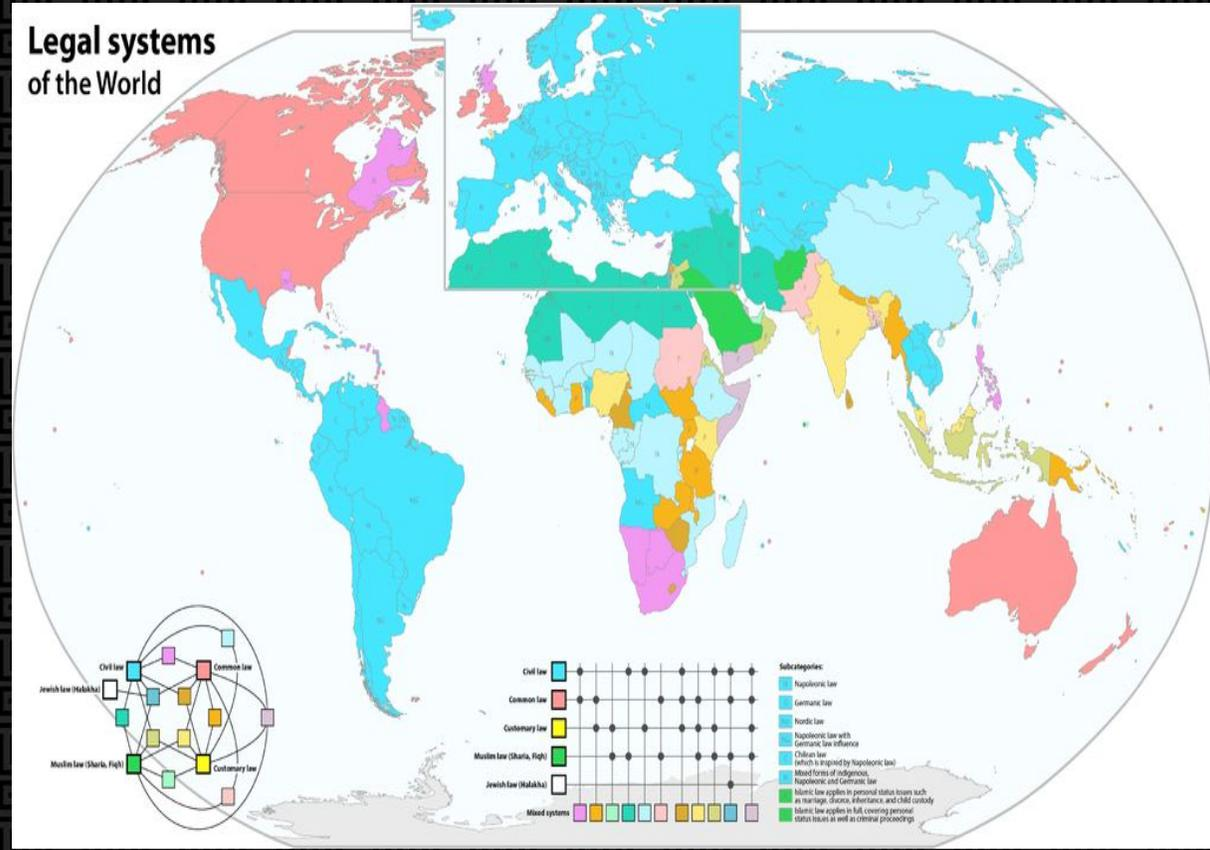 Legal systems
of the World
Civil law
Common law
Jewish law (Halakha)
Muslim law (Sharia, Fiqh)
Customary law
Civil law
Common law
Customary law
Muslim law (Sharia, Fiqh)
Jewish law (Halakha)
Mixed systems
Subcategories:
Napoleonic law
Germanic law
Nordic law
Napoleonic law with
Germanic law influence
Chilean law
(which is inspired by Napoleonic law)
Mixed forms of indigenous,
Napoleonic and Germanic law
Islamic law applies in personal status issues such
as marriage, divorce, inheritance, and child custody
Islamic law applies in full, covering personal
status issues as well as criminal proceedings